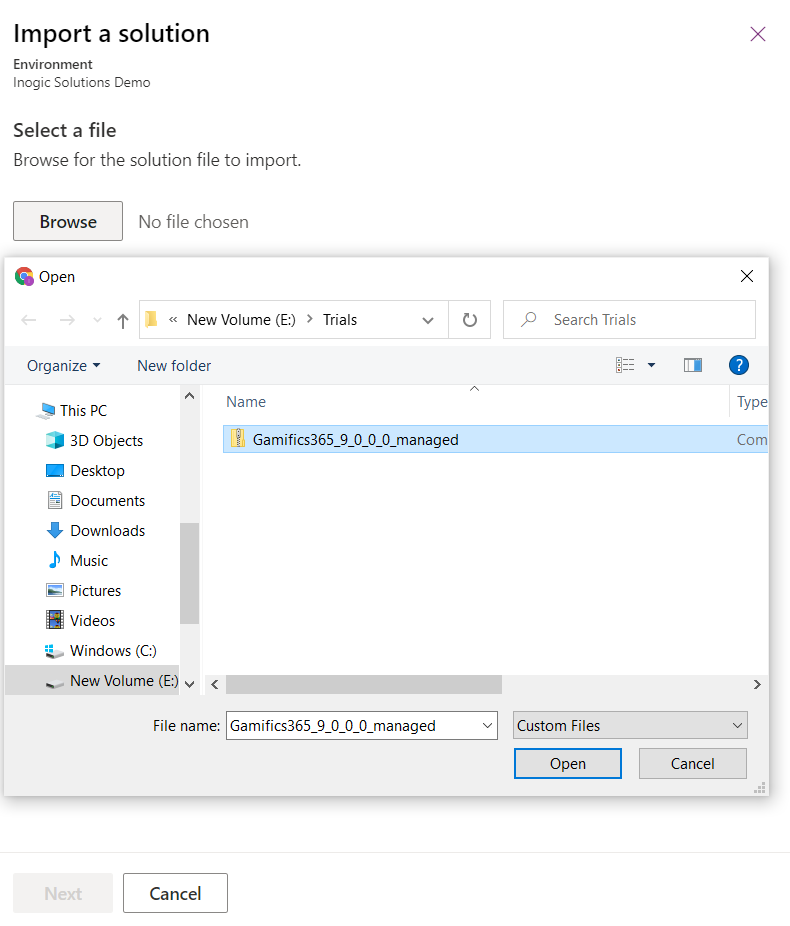 Import a solution
Environment
Inogic Solutions Demo
Select a file
Browse for the solution file to import.
Browse No file chosen
Open
« New Volume (E:) > Trials Search Trials
Organize New folder ?
Name Type
This PC
Gamifics365_9_0_0_0_managed Com
3D Objects
Desktop
Documents
Downloads
Music
Pictures
Videos
Windows (C:)
New Volume (E:)
File name: Gamifics365_9_0_0_0_managed Custom Files
Open Cancel
Next Cancel